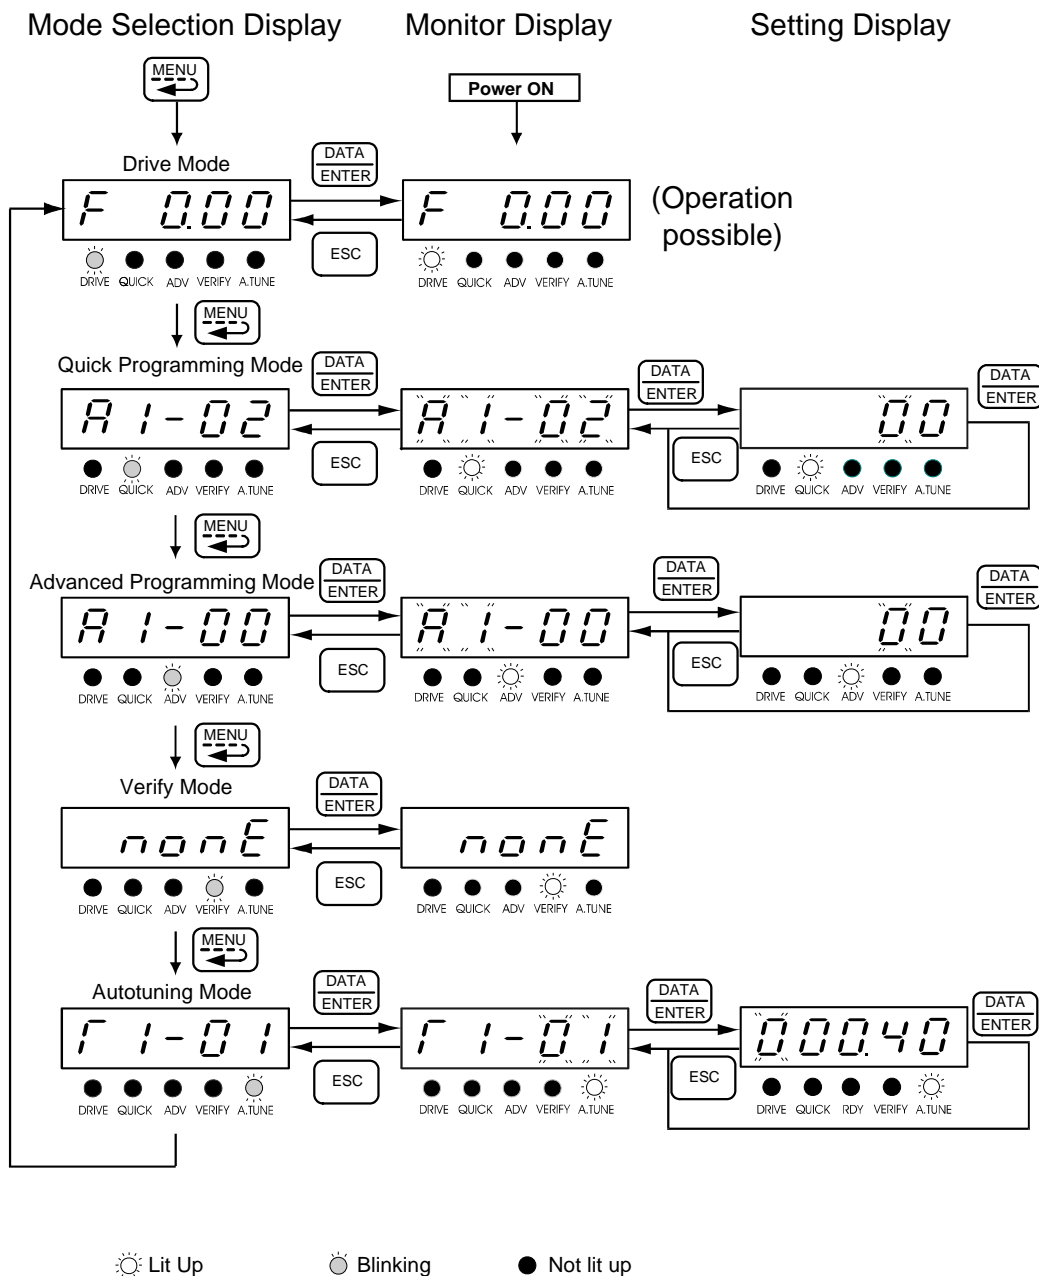 Mode Selection Display Monitor Display Setting Display
MENU
Power ON
Drive Mode
DATA
ENTER
F 0.00
F 0.00
(Operation
possible)
ESC
DRIVE QUICK ADV VERIFY A.TUNE
DRIVE QUICK ADV VERIFY A.TUNE
MENU
Quick Programming Mode
DATA
ENTER
DATA
ENTER
DATA
ENTER
A1-02
A1-02
00
ESC
ESC
DRIVE QUICK ADV VERIFY A.TUNE
DRIVE QUICK ADV VERIFY A.TUNE
DRIVE QUICK ADV VERIFY A.TUNE
MENU
Advanced Programming Mode
DATA
ENTER
DATA
ENTER
DATA
ENTER
A1-00
A1-00
00
ESC
ESC
DRIVE QUICK ADV VERIFY A.TUNE
DRIVE QUICK ADV VERIFY A.TUNE
DRIVE QUICK ADV VERIFY A.TUNE
MENU
Verify Mode
DATA
ENTER
nonE
nonE
ESC
DRIVE QUICK ADV VERIFY A.TUNE
DRIVE QUICK ADV VERIFY A.TUNE
MENU
Autotuning Mode
DATA
ENTER
DATA
ENTER
DATA
ENTER
T1-01
T1-01
000.40
ESC
ESC
DRIVE QUICK ADV VERIFY A.TUNE
DRIVE QUICK ADV VERIFY A.TUNE
DRIVE QUICK RDY VERIFY A.TUNE
Lit Up Blinking Not lit up